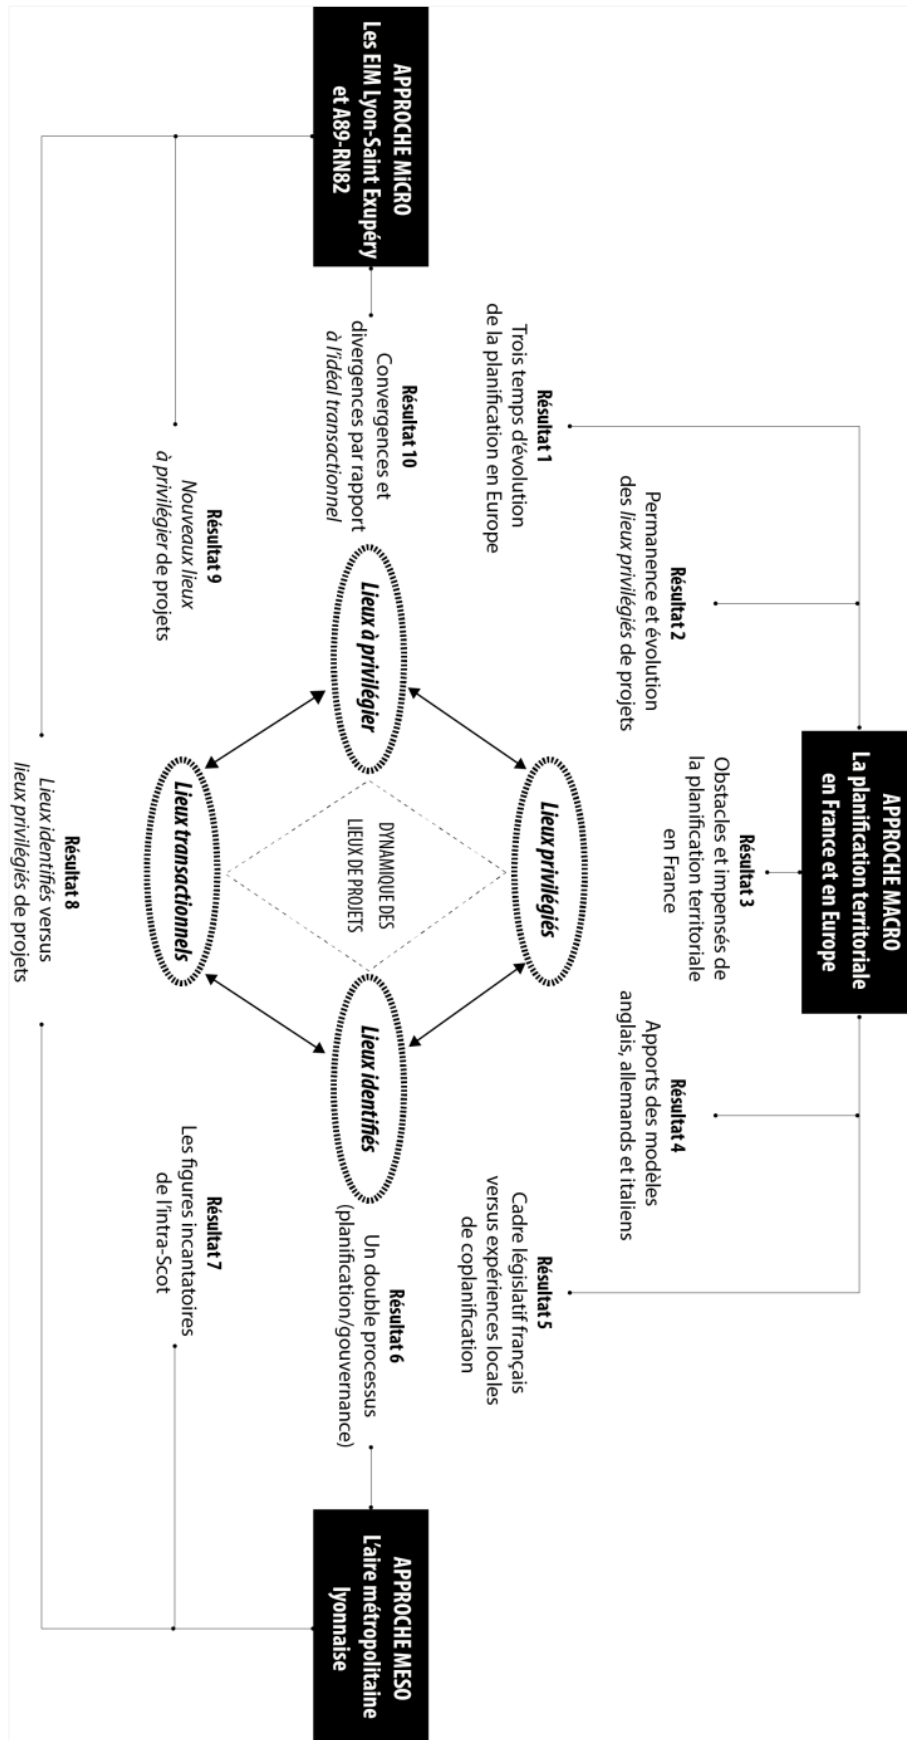 APPROCHE MACRO
La planification territoriale
en France et en Europe
Résultat 1
Trois temps d'évolution
de la planification en Europe
Résultat 2
Permanence et évolution
des lieux privilégiés de projets
Résultat 3
Obstacles et impensés de
la planification territoriale
en France
Résultat 4
Apports des modèles
anglais, allemands et italiens
Résultat 5
Cadre législatif français
versus expériences locales
de coplanification
APPROCHE MiCRO
Les EIM Lyon-Saint Exupéry
et A89-RN82
Résultat 10
Convergences et
divergences par rapport
à l'idéal transactionnel
Lieux privilégiés
Lieux à privilégier
DYNAMIQUE DES
LIEUX DE PROJETS
Lieux identifiés
Lieux transactionnels
Résultat 6
Un double processus
(planification/gouvernance)
APPROCHE MESO
L'aire métropolitaine
lyonnaise
Résultat 9
Nouveaux lieux
à privilégier de projets
Résultat 7
Les figures incantatoires
de l'intra-Scot
Résultat 8
Lieux identifiés versus
lieux privilégiés de projets